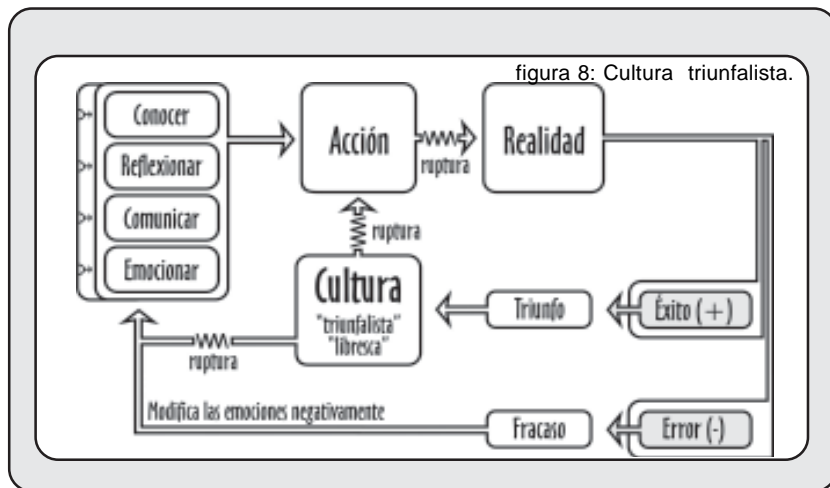 figura 8: Cultura triunfalista.
Conocer
Reflexionar
Comunicar
Emocionar
Acción
ruptura
Realidad
ruptura
Cultura
"triunfalista"
"libresca"
Triunfo
Éxito (+)
ruptura
Modifica las emociones negativamente
Fracaso
Error (-)